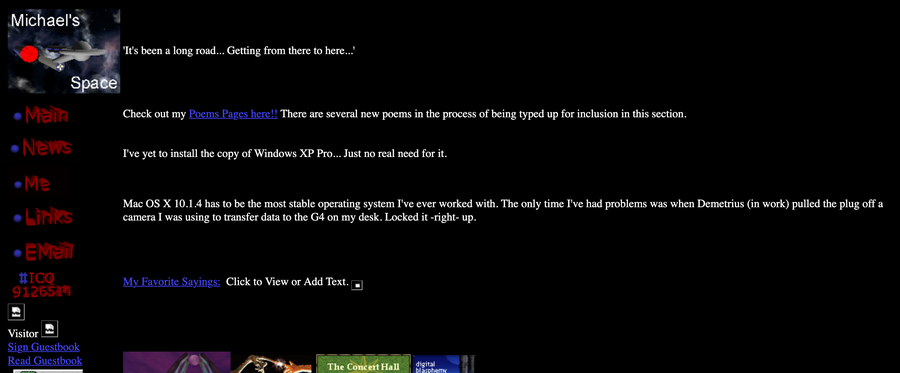 Michael's
Space
'It's been a long road... Getting from there to here...'
Main
News
Me
Links
EMail
#ICQ
Visitor
Sign Guestbook
Read Guestbook
Check out my Poems Pages here!! There are several new poems in the process of being typed up for inclusion in this section.
I've yet to install the copy of Windows XP Pro... Just no real need for it.
Mac OS X 10.1.4 has to be the most stable operating system I've ever worked with. The only time I've had problems was when Demetrius (in work) pulled the plug off a
camera I was using to transfer data to the G4 on my desk. Locked it -right- up.
My Favorite Sayings: Click to View or Add Text.
The Concert Hall
digital
blasphemy